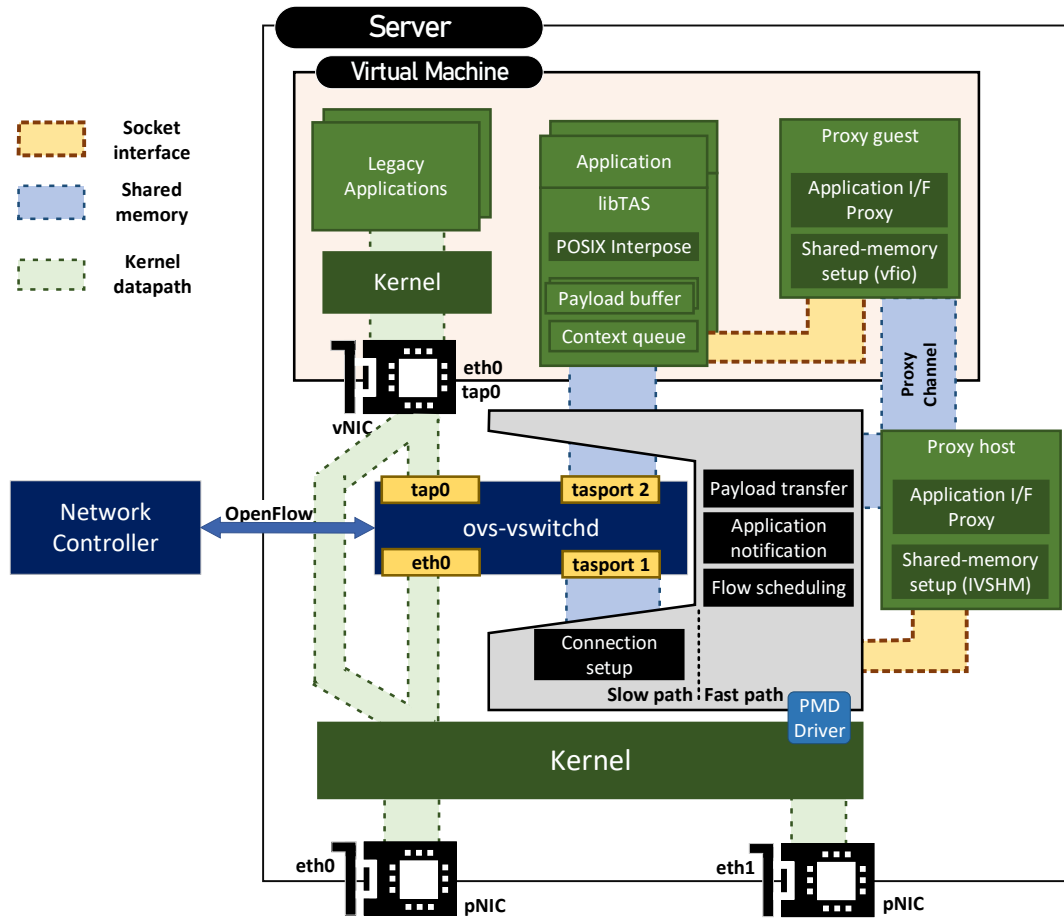 Server
Virtual Machine
Socket
interface
Shared
memory
Kernel
datapath
Legacy
Applications
Kernel
eth0
tap0
vNIC
Application
libTAS
POSIX Interpose
Payload buffer
Context queue
Proxy guest
Application I/F
Proxy
Shared-memory
setup (vfio)
Proxy
Channel
Proxy host
Application I/F
Proxy
Shared-memory
setup (IVSHM)
Network
Controller
OpenFlow
tap0
tasport 2
ovs-vswitchd
eth0
tasport 1
Payload transfer
Application
notification
Flow scheduling
Connection
setup
Slow path
Fast path
PMD
Driver
Kernel
eth0
pNIC
eth1
pNIC